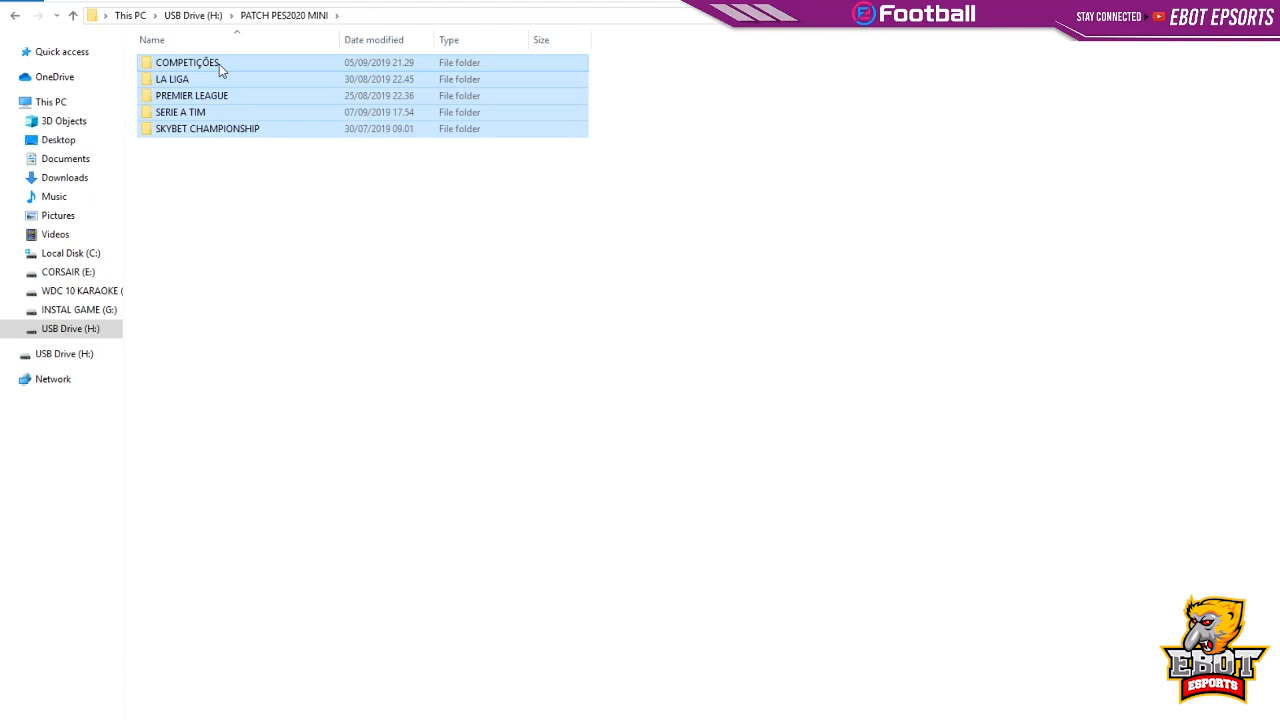 This PC > USB Drive (H:) > PATCH PES2020 MINI >
Football
STAY CONNECTED EBOT EPSORTS
Name Date modified Type Size
COMPETIÇÕES 05/09/2019 21.29 File folder
LA LIGA 30/08/2019 22.45 File folder
PREMIER LEAGUE 25/08/2019 22.36 File folder
SERIE A TIM 07/09/2019 17.54 File folder
SKYBET CHAMPIONSHIP 30/07/2019 09.01 File folder
Quick access
OneDrive
This PC
3D Objects
Desktop
Documents
Downloads
Music
Pictures
Videos
Local Disk (C:)
CORSAIR (E:)
WDC 10 KARAOKE (
INSTAL GAME (G:)
USB Drive (H:)
USB Drive (H:)
Network
EBOT
ESPORTS